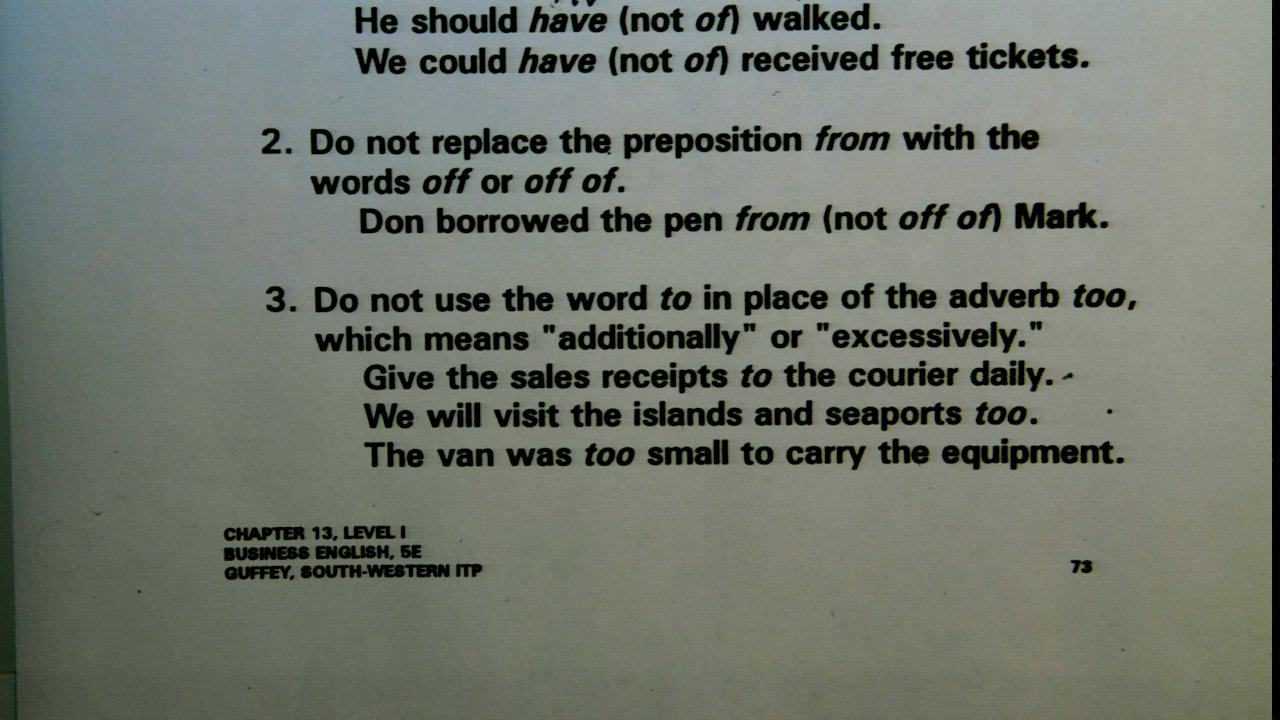 He should have (not of) walked.
We could have (not of) received free tickets.
2. Do not replace the preposition from with the
words off or off of.
Don borrowed the pen from (not off of) Mark.
3. Do not use the word to in place of the adverb too,
which means "additionally" or "excessively."
Give the sales receipts to the courier daily.
We will visit the islands and seaports too.
The van was too small to carry the equipment.
CHAPTER 13, LEVEL I
BUSINESS ENGLISH, 5E
GUFFEY, SOUTH-WESTERN ITP
73